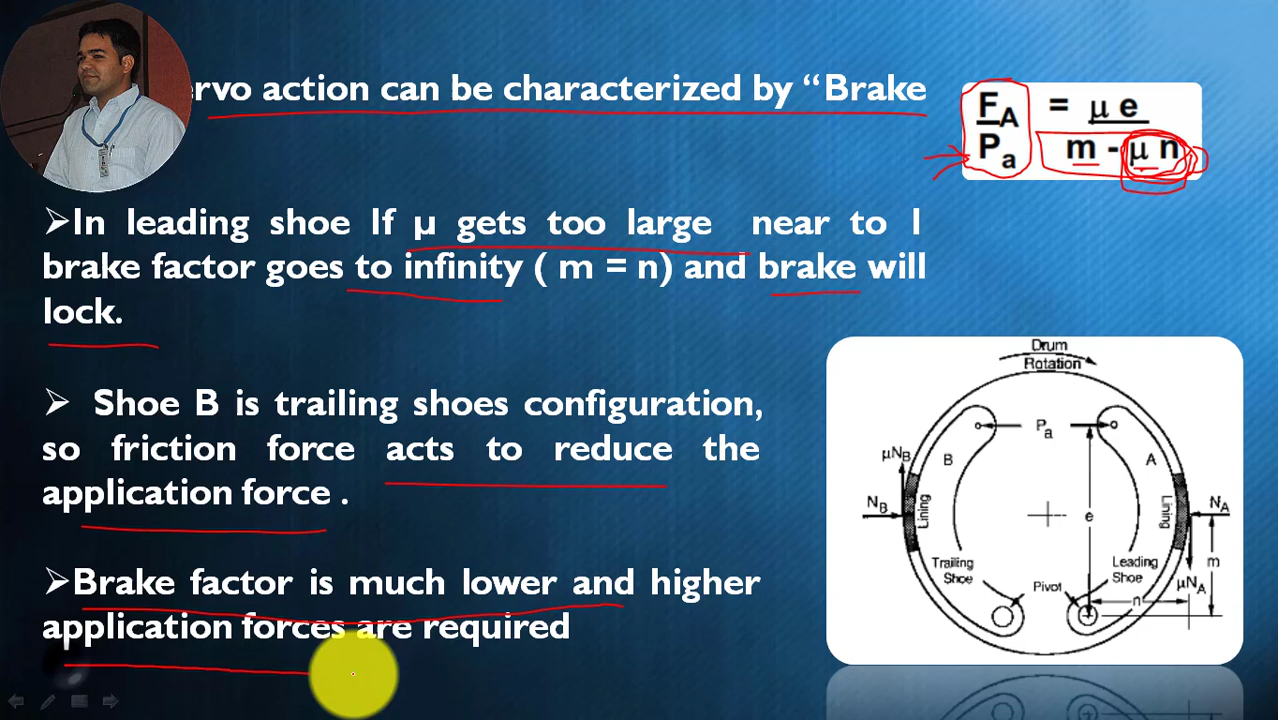 ervo action can be characterized by “Brake
F_A = μ e
P_a m - μ n
➢In leading shoe If μ gets too large near to 1
brake factor goes to infinity ( m = n) and brake will
lock.
➢ Shoe B is trailing shoes configuration,
so friction force acts to reduce the
application force .
➢Brake factor is much lower and higher
application forces are required
Drum
Rotation
P_a
μN_B
B
A
N_B
Lining
e
Lining
N_A
Trailing
Shoe
Leading
Shoe
m
Pivot
μN_A
n